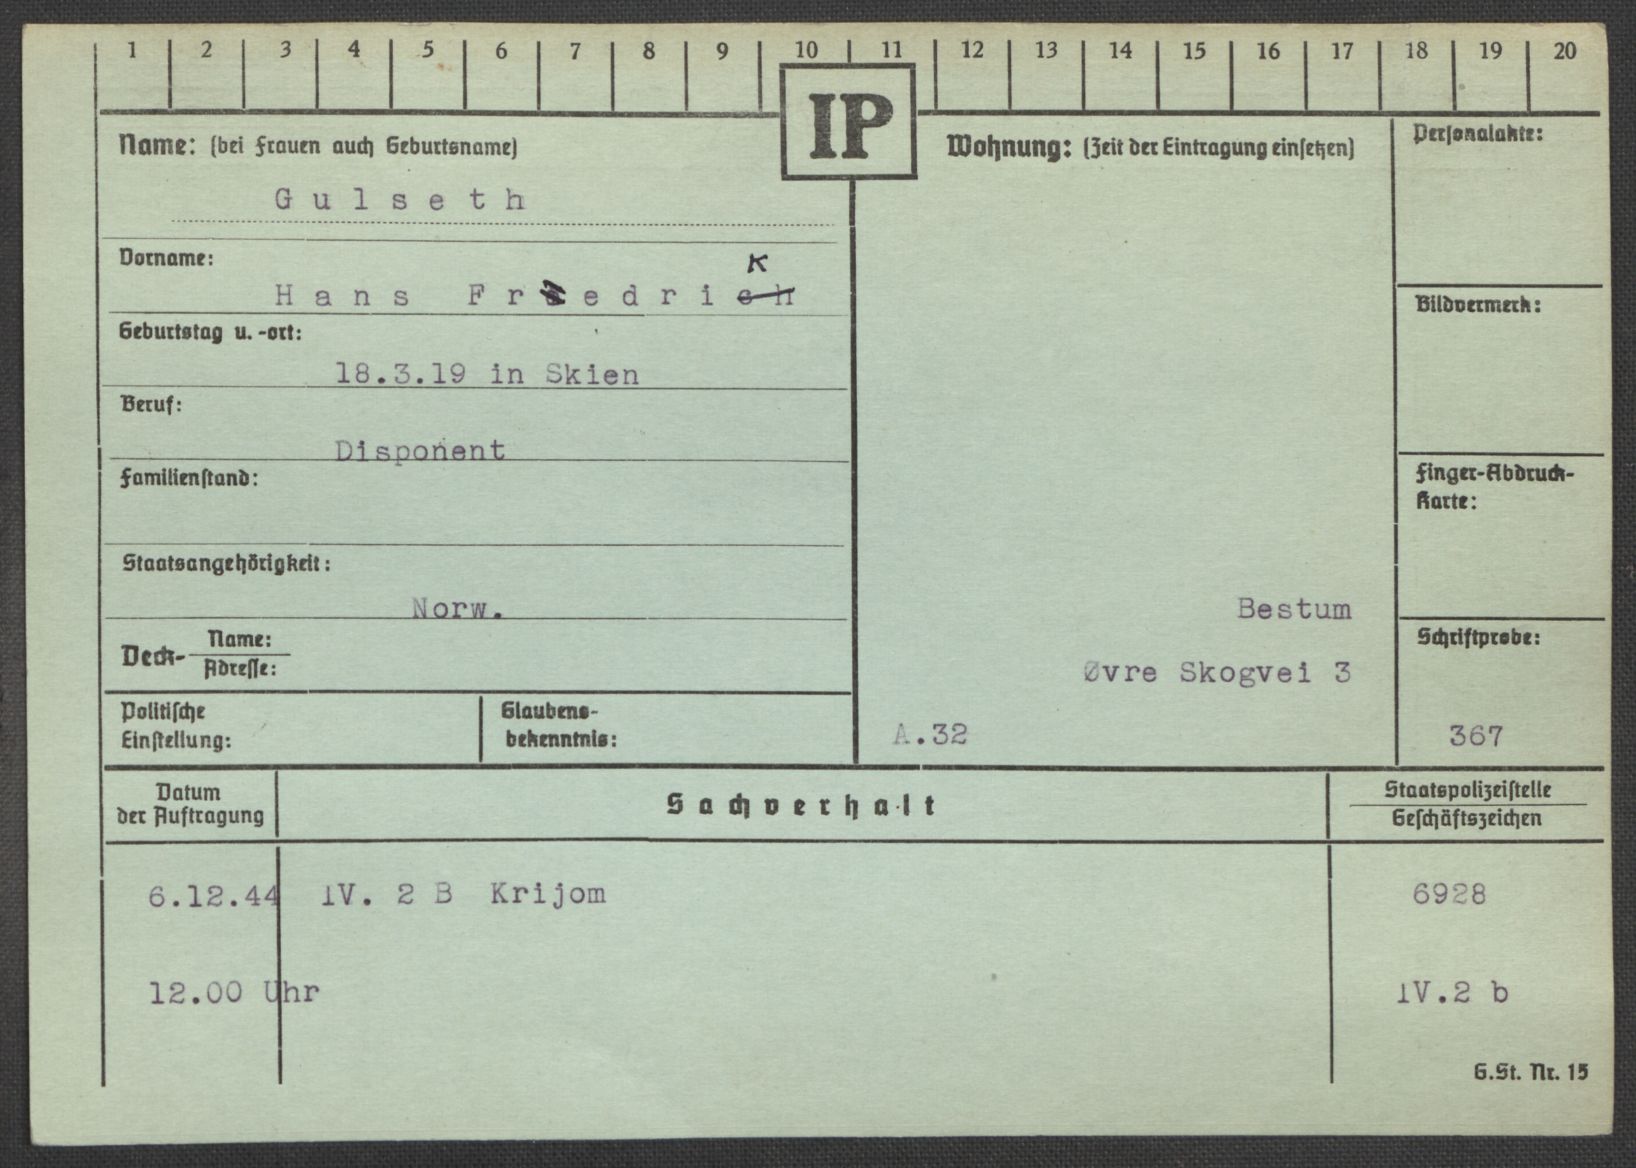 1 2 3 4 5 6 7 8 9 10 11 12 13 14 15 16 17 18 19 20
IP
Name: (bei Frauen auch Geburtsname)
Gulseth
Vorname:
K
Hans Friedrich
Geburtstag u. -ort:
18.3.19 in Skien
Beruf:
Disponent
Familienstand:
Staatsangehörigkeit:
Norw.
Deck- Name:
Adresse:
Politische
Einstellung:
Glaubens-
bekenntnis:
Wohnung: (Zeit der Eintragung einsetzen)
Bestum
Øvre Skogvei 3
A.32
Personalakte:
Bildvermerk:
Finger-Abdruck-
Karte:
Schriftprobe:
367
Datum
der Auftragung
Sachverhalt
Staatspolizeistelle
Geschäftszeichen
6.12.44 1V. 2 B Krijom 6928
12.00 Uhr 1V.2 b
G.St. Nr. 15